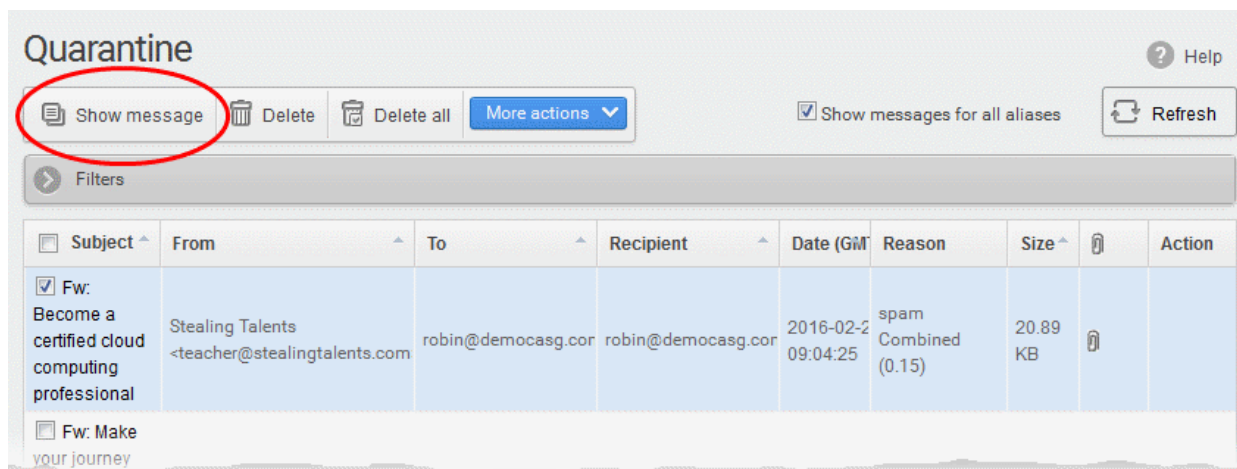 Quarantine
Help
Show message Delete Delete all More actions Show messages for all aliases Refresh
Filters
Subject From To Recipient Date (GMT Reason Size Action
Fw:
Become a
certified cloud
computing
professional
Stealing Talents
<teacher@stealingtalents.com
robin@democasg.cor
robin@democasg.cor
2016-02-2
09:04:25
spam
Combined
(0.15)
20.89
KB
Fw: Make
your journey